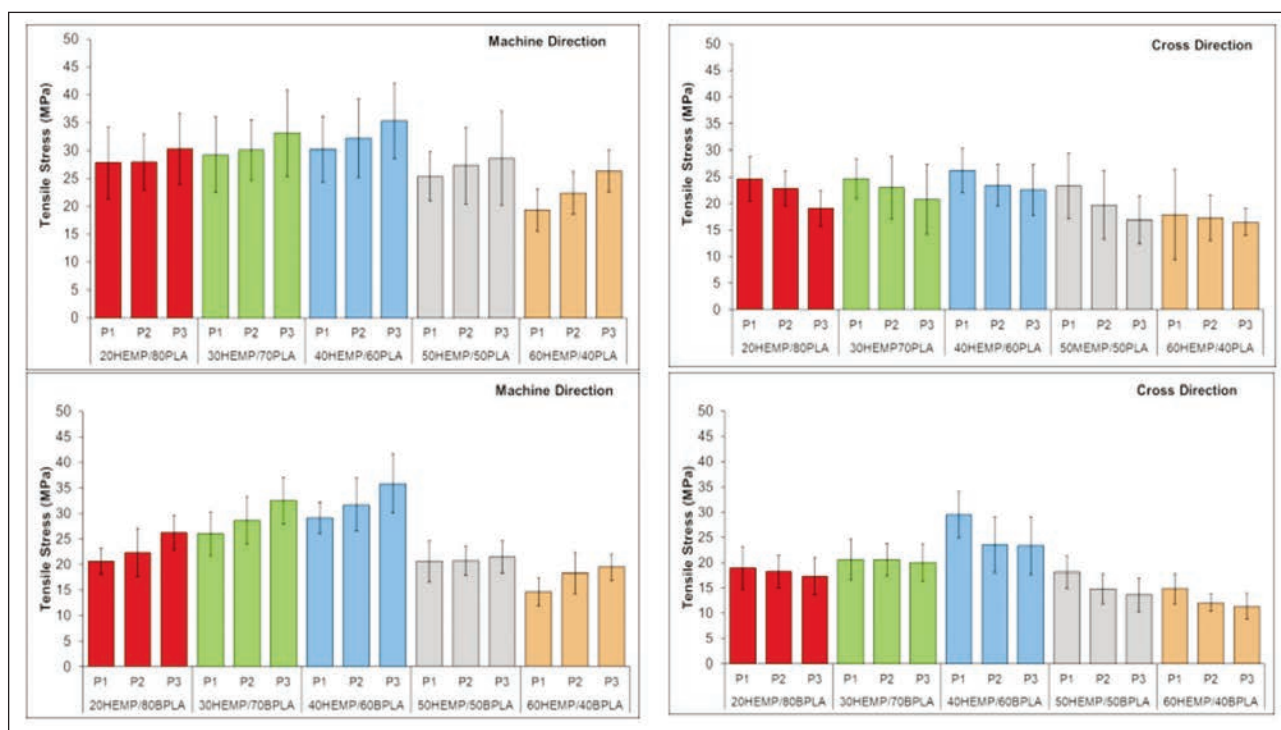 Machine Direction
Tensile Stress (MPa)
50
45
40
35
30
25
20
15
10
5
0
P1 P2 P3 P1 P2 P3 P1 P2 P3 P1 P2 P3 P1 P2 P3
20HEMP/80PLA 30HEMP/70PLA 40HEMP/60PLA 50HEMP/50PLA 60HEMP/40PLA
Cross Direction
Tensile Stress (MPa)
50
45
40
35
30
25
20
15
10
5
0
P1 P2 P3 P1 P2 P3 P1 P2 P3 P1 P2 P3 P1 P2 P3
20HEMP/80PLA 30HEMP70PLA 40HEMP/60PLA 50MEMP/50PLA 60HEMP/40PLA
Machine Direction
Tensile Stress (MPa)
50
45
40
35
30
25
20
15
10
5
0
P1 P2 P3 P1 P2 P3 P1 P2 P3 P1 P2 P3 P1 P2 P3
20HEMP/80BPLA 30HEMP/70BPLA 40HEMP/60BPLA 50HEMP/50BPLA 60HEMP/40BPLA
Cross Direction
Tensile Stress (MPa)
50
45
40
35
30
25
20
15
10
5
0
P1 P2 P3 P1 P2 P3 P1 P2 P3 P1 P2 P3 P1 P2 P3
20HEMP/80BPLA 30HEMP/70BPLA 40HEMP/60BPLA 50HEMP/50BPLA 60HEMP/40BPLA